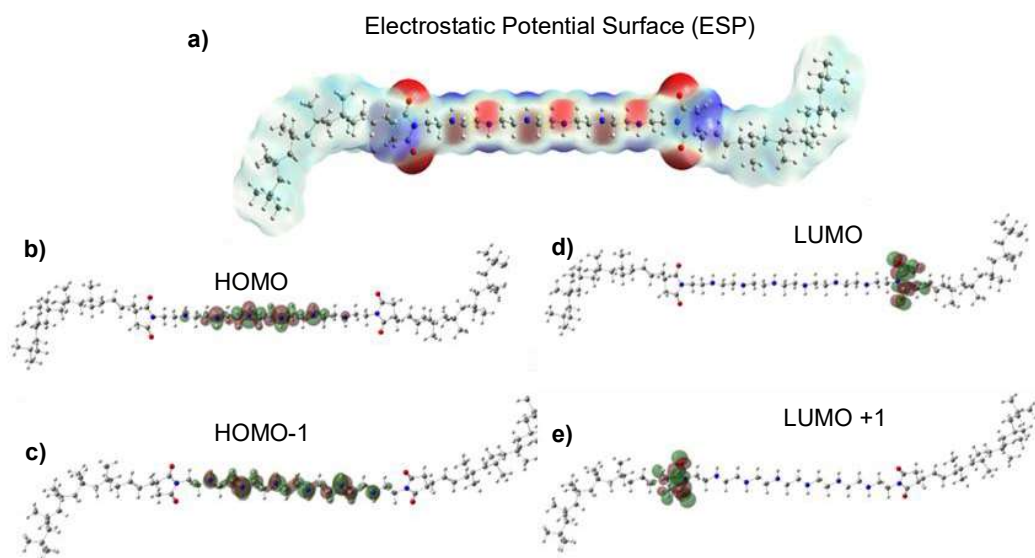 Electrostatic Potential Surface (ESP)
a)
b)
HOMO
d)
LUMO
c)
HOMO-1
e)
LUMO +1